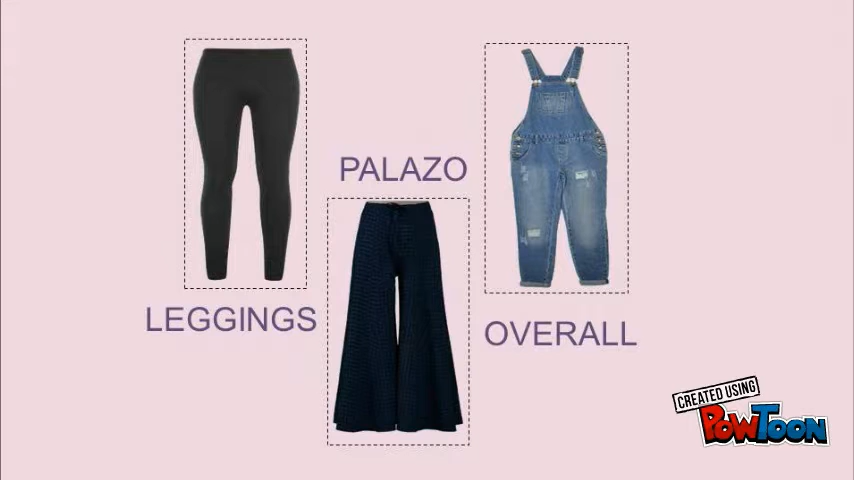 PALAZO
LEGGINGS
OVERALL
CREATED USING
POWTOON